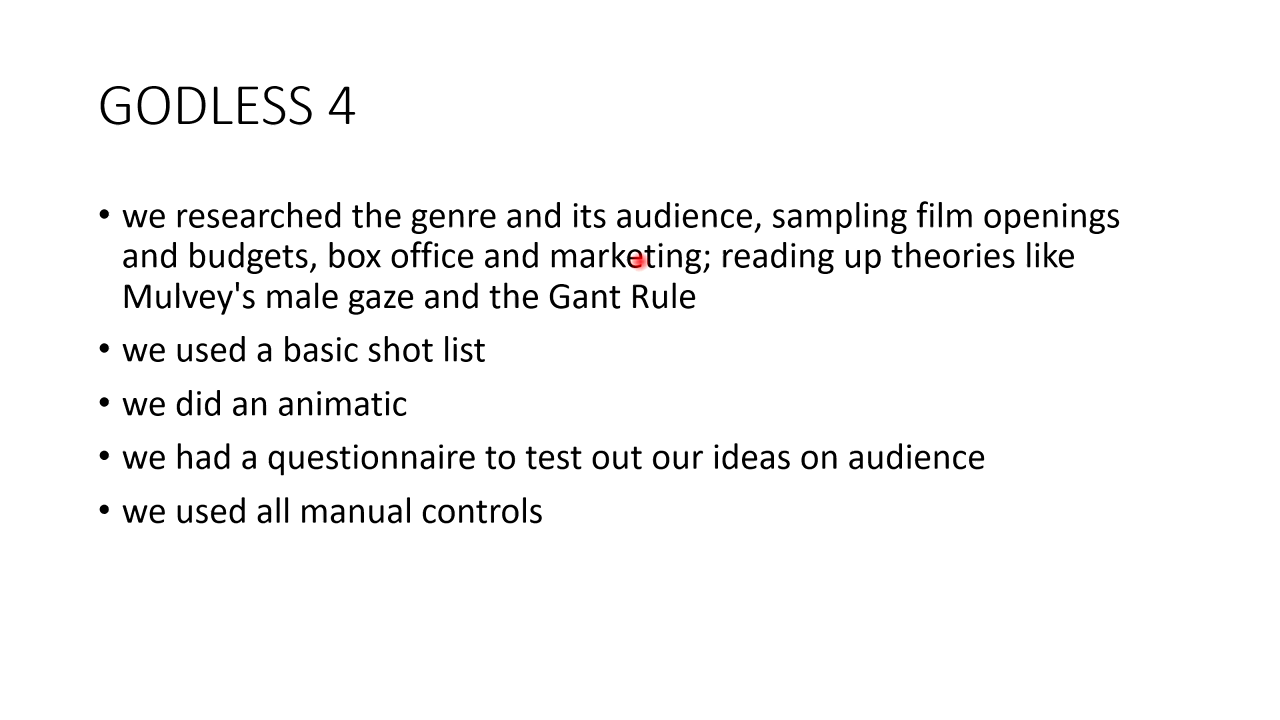 GODLESS 4
• we researched the genre and its audience, sampling film openings
and budgets, box office and marketing; reading up theories like
Mulvey's male gaze and the Gant Rule
• we used a basic shot list
• we did an animatic
• we had a questionnaire to test out our ideas on audience
• we used all manual controls